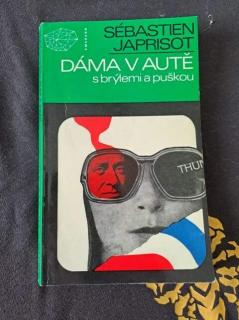 SÉBASTIEN
JAPRISOT
DÁMA V AUTĚ
s brýlemi a puškou
THUN